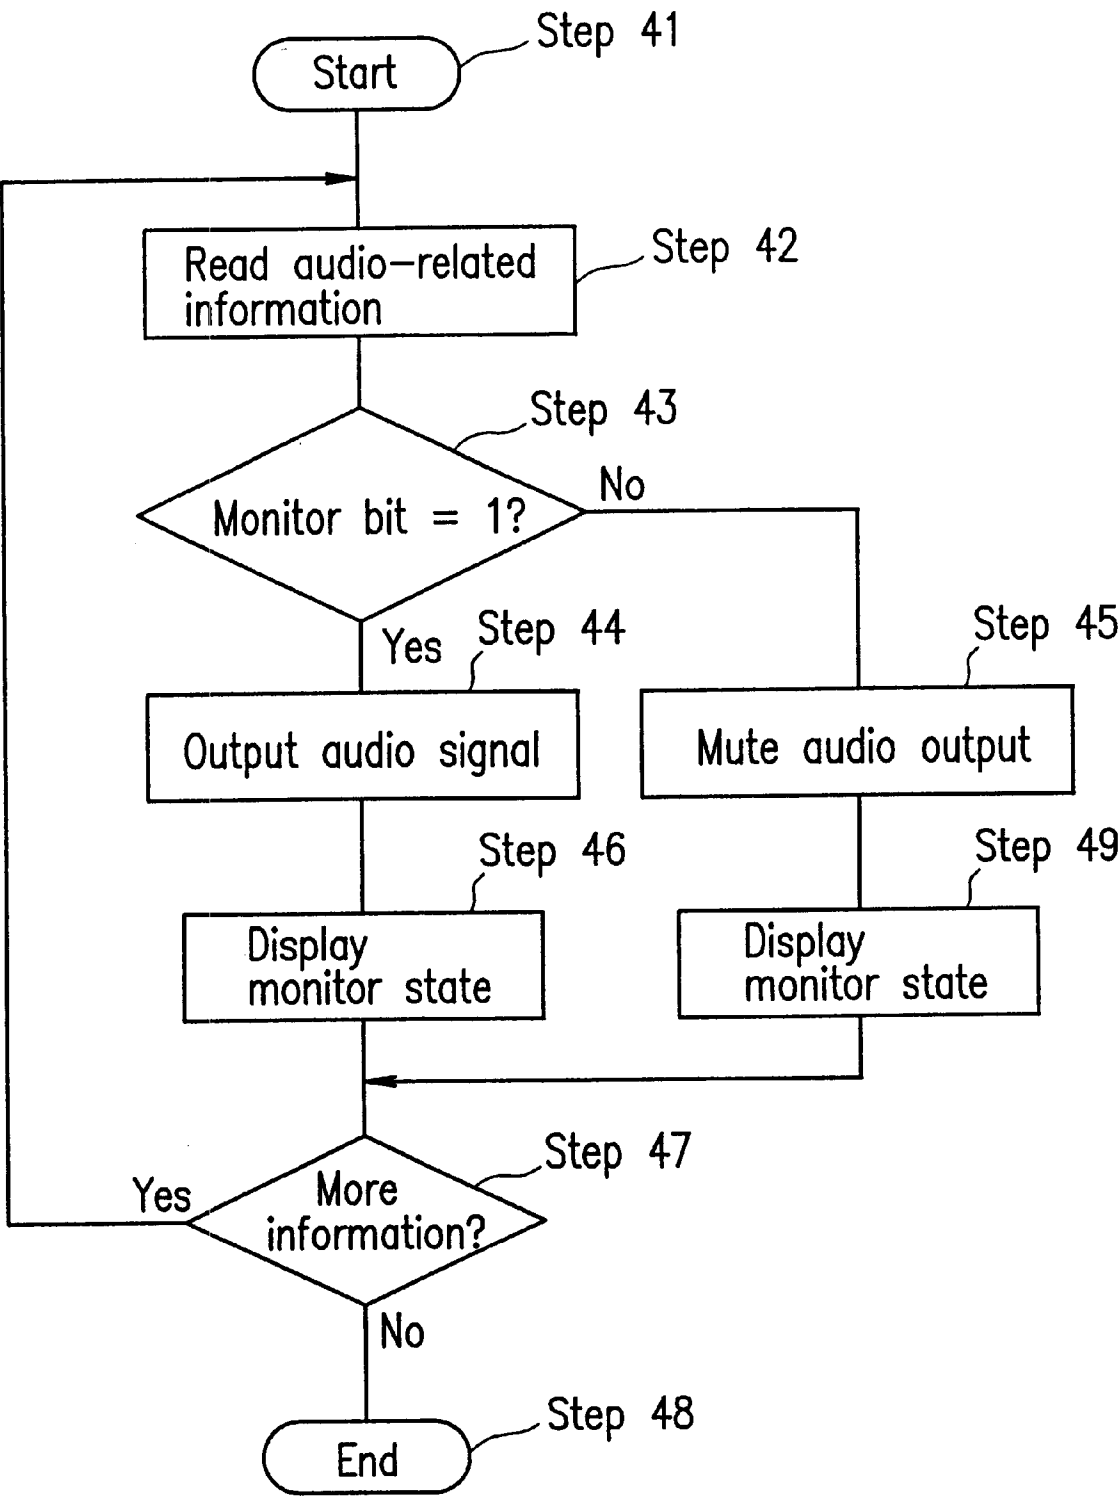 Step 41
Start
Step 42
Read audio-related
information
Step 43
Monitor bit = 1?
No
Yes
Step 44
Step 45
Output audio signal
Mute audio output
Step 46
Step 49
Display
monitor state
Display
monitor state
Step 47
Yes
More
information?
No
Step 48
End